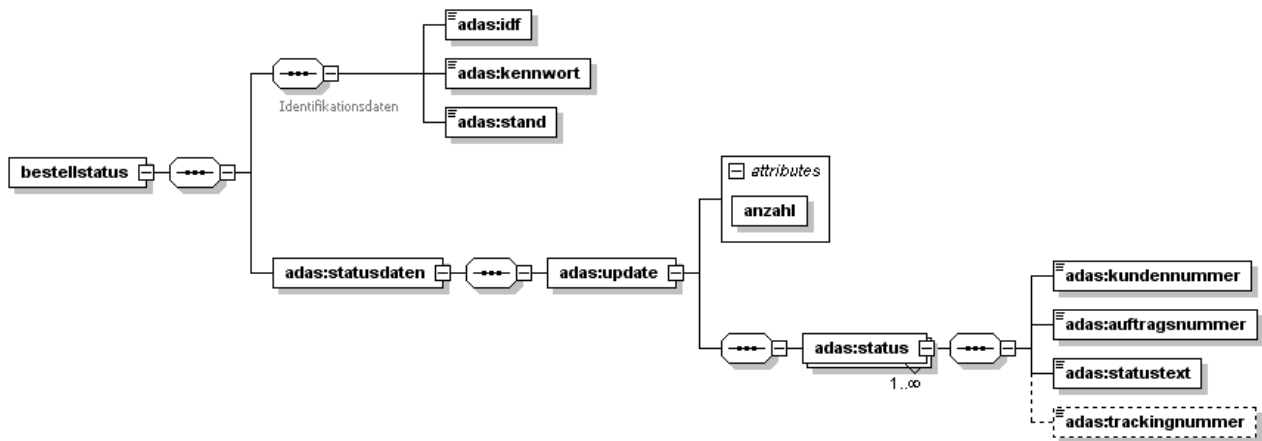 adas:idf
adas:kennwort
Identifikationsdaten
adas:stand
bestellstatus
attributes
anzahl
adas:statusdaten
adas:update
adas:kundennummer
adas:auftragsnummer
adas:status
1..∞
adas:statustext
adas:trackingnummer